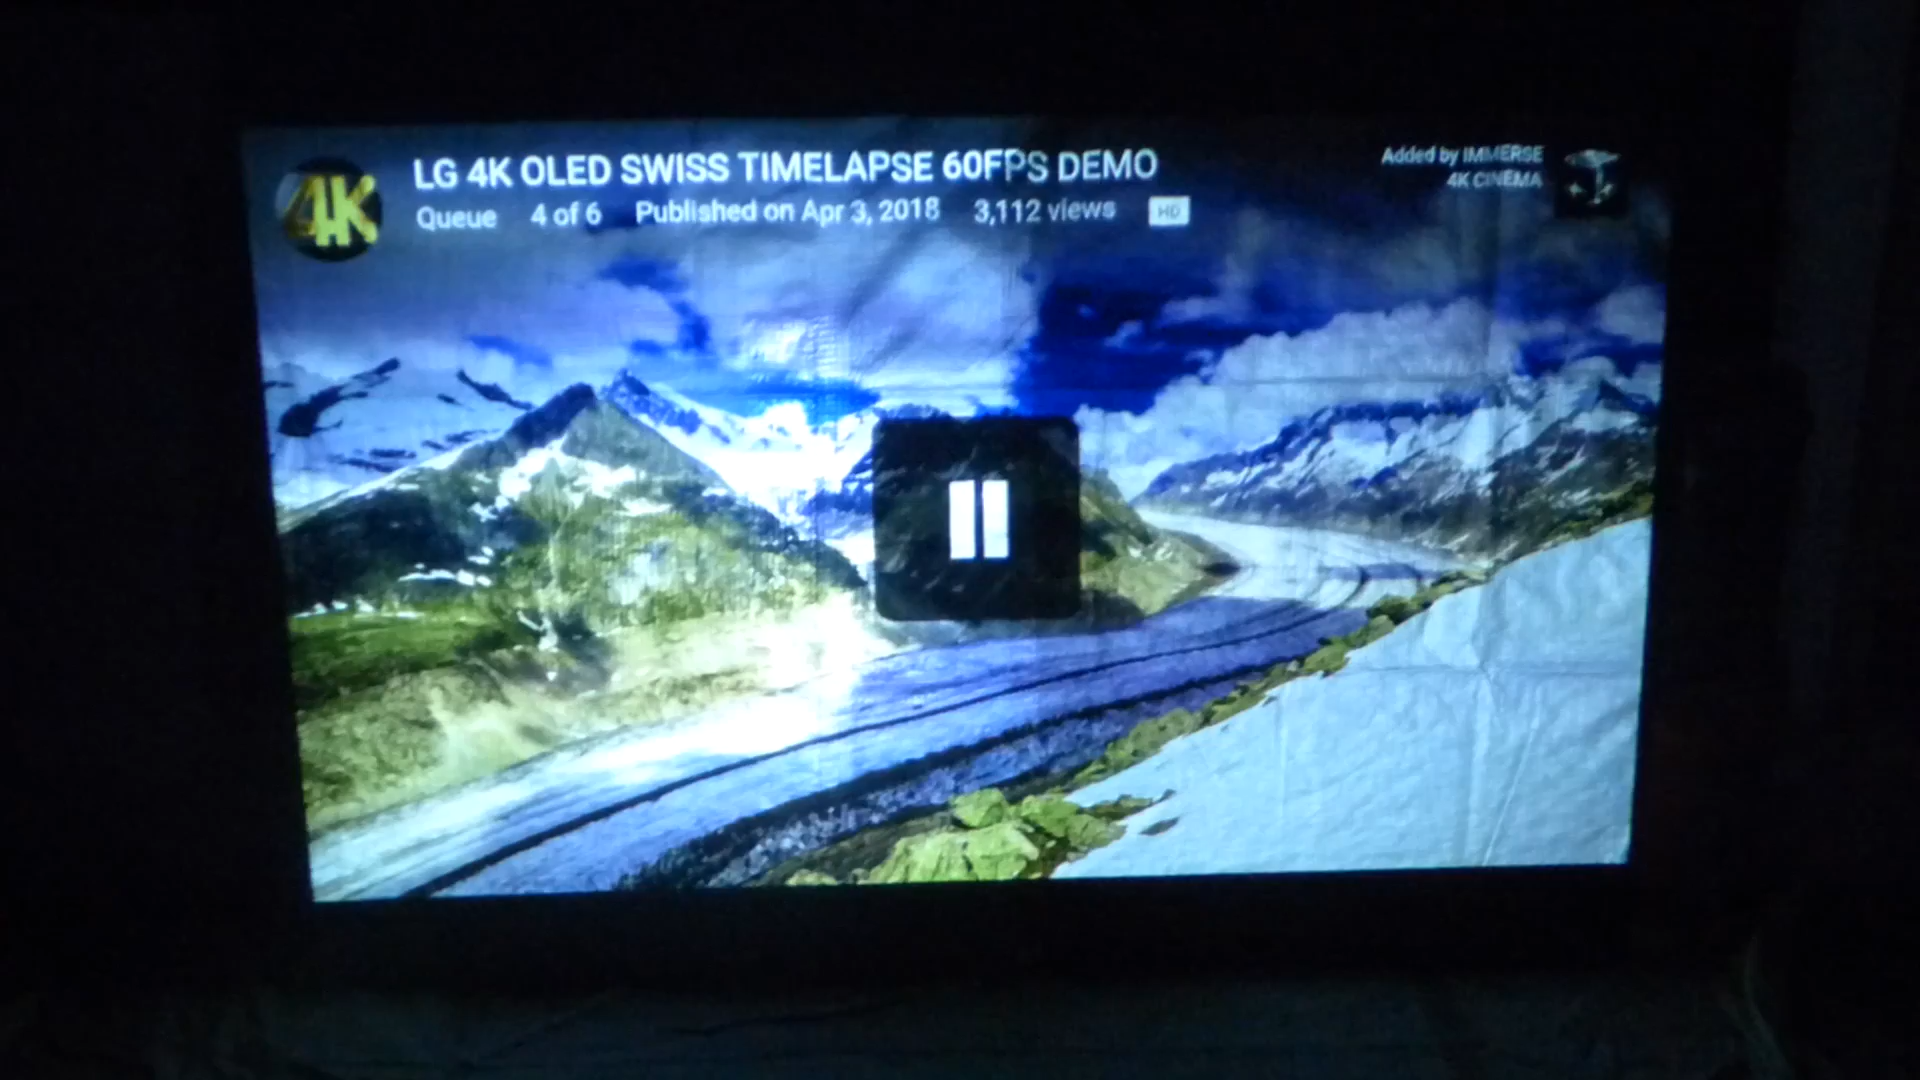 4K
LG 4K OLED SWISS TIMELAPSE 60FPS DEMO
Queue 4 of 6 Published on Apr 3, 2018 3,112 views HD
Added by IMMERSE
4K CINEMA